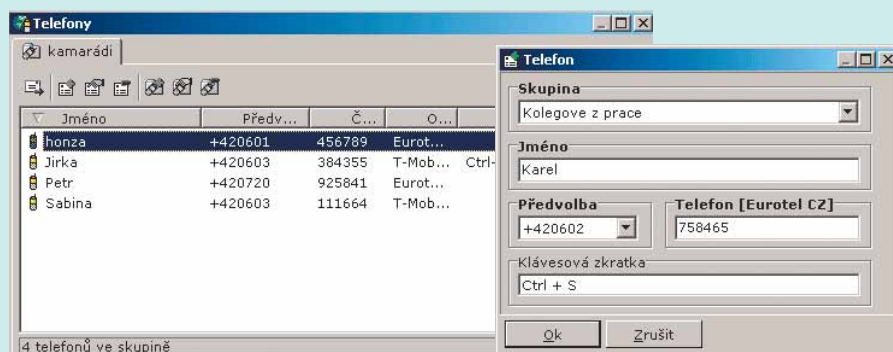 Telefony
kamarádi
Jméno Předv... Č... O...
honza +420601 456789 Eurot...
Jirka +420603 384355 T-Mob... Ctrl-
Petr +420720 925841 Eurot...
Sabina +420603 111664 T-Mob...
4 telefonů ve skupině
Telefon
Skupina
Kolegove z prace
Jméno
Karel
Předvolba Telefon [Eurotel CZ]
+420602 758465
Klávesová zkratka
Ctrl + S
Ok Zrušit